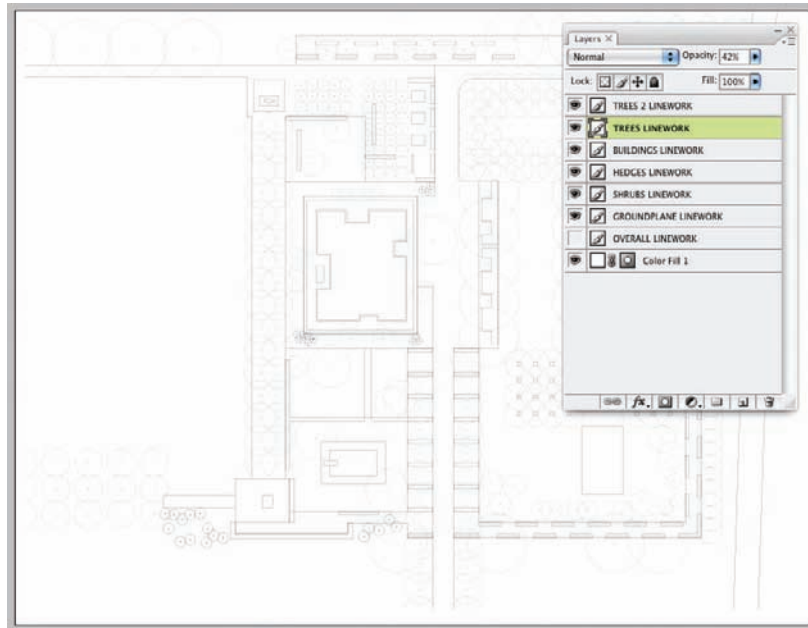 Layers
Normal Opacity: 42%
Lock: Fill: 100%
TREES 2 LINEWORK
TREES LINEWORK
BUILDINGS LINEWORK
HEDGES LINEWORK
SHRUBS LINEWORK
GROUNDPLANE LINEWORK
OVERALL LINEWORK
Color Fill 1
fx.